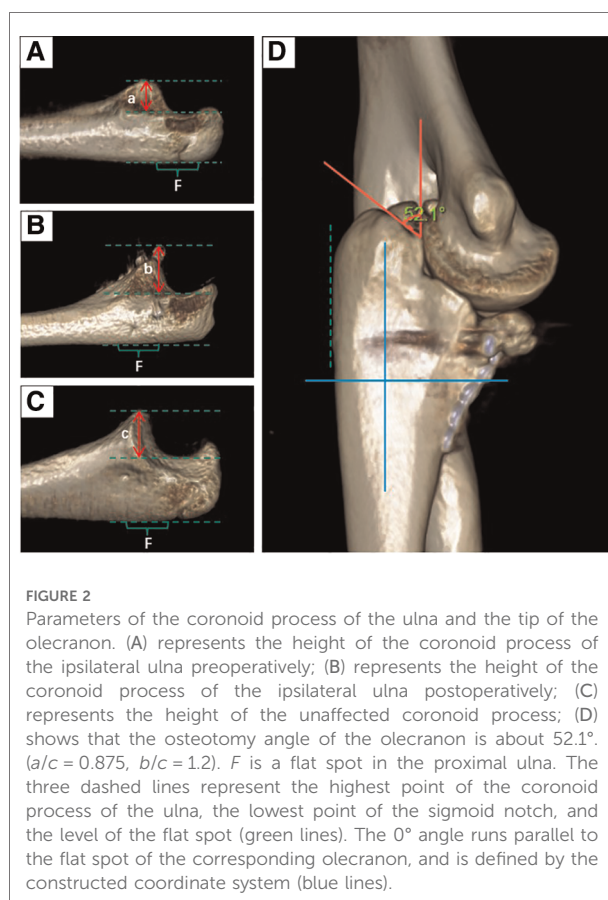 A
a
F
B
b
F
C
c
F
D
52.1°
FIGURE 2
Parameters of the coronoid process of the ulna and the tip of the
olecranon. (A) represents the height of the coronoid process of
the ipsilateral ulna preoperatively; (B) represents the height of the
coronoid process of the ipsilateral ulna postoperatively; (C)
represents the height of the unaffected coronoid process; (D)
shows that the osteotomy angle of the olecranon is about 52.1°.
(a/c = 0.875, b/c = 1.2). F is a flat spot in the proximal ulna. The
three dashed lines represent the highest point of the coronoid
process of the ulna, the lowest point of the sigmoid notch, and
the level of the flat spot (green lines). The 0° angle runs parallel to
the flat spot of the corresponding olecranon, and is defined by the
constructed coordinate system (blue lines).